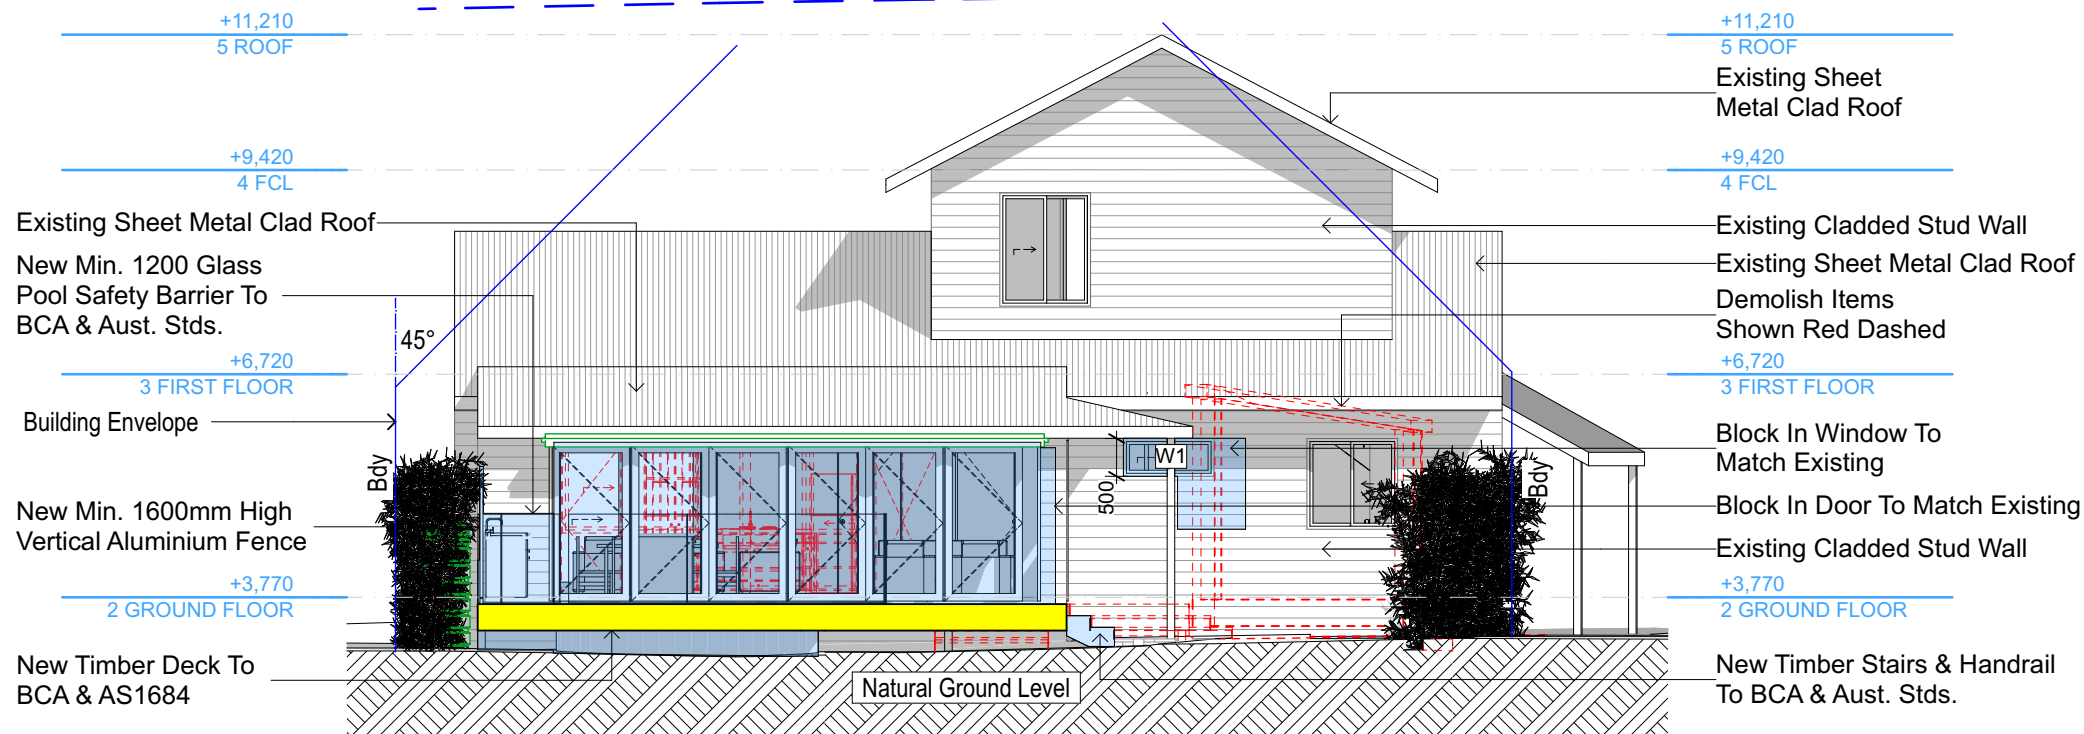 +11,210
5 ROOF
+9,420
4 FCL
Existing Sheet Metal Clad Roof
New Min. 1200 Glass
Pool Safety Barrier To
BCA & Aust. Stds.
45°
+6,720
3 FIRST FLOOR
Building Envelope
Bdy
New Min. 1600mm High
Vertical Aluminium Fence
+3,770
2 GROUND FLOOR
New Timber Deck To
BCA & AS1684
W1
500
Natural Ground Level
+11,210
5 ROOF
Existing Sheet
Metal Clad Roof
+9,420
4 FCL
Existing Cladded Stud Wall
Existing Sheet Metal Clad Roof
Demolish Items
Shown Red Dashed
+6,720
3 FIRST FLOOR
Block In Window To
Match Existing
Bdy
Block In Door To Match Existing
Existing Cladded Stud Wall
+3,770
2 GROUND FLOOR
New Timber Stairs & Handrail
To BCA & Aust. Stds.